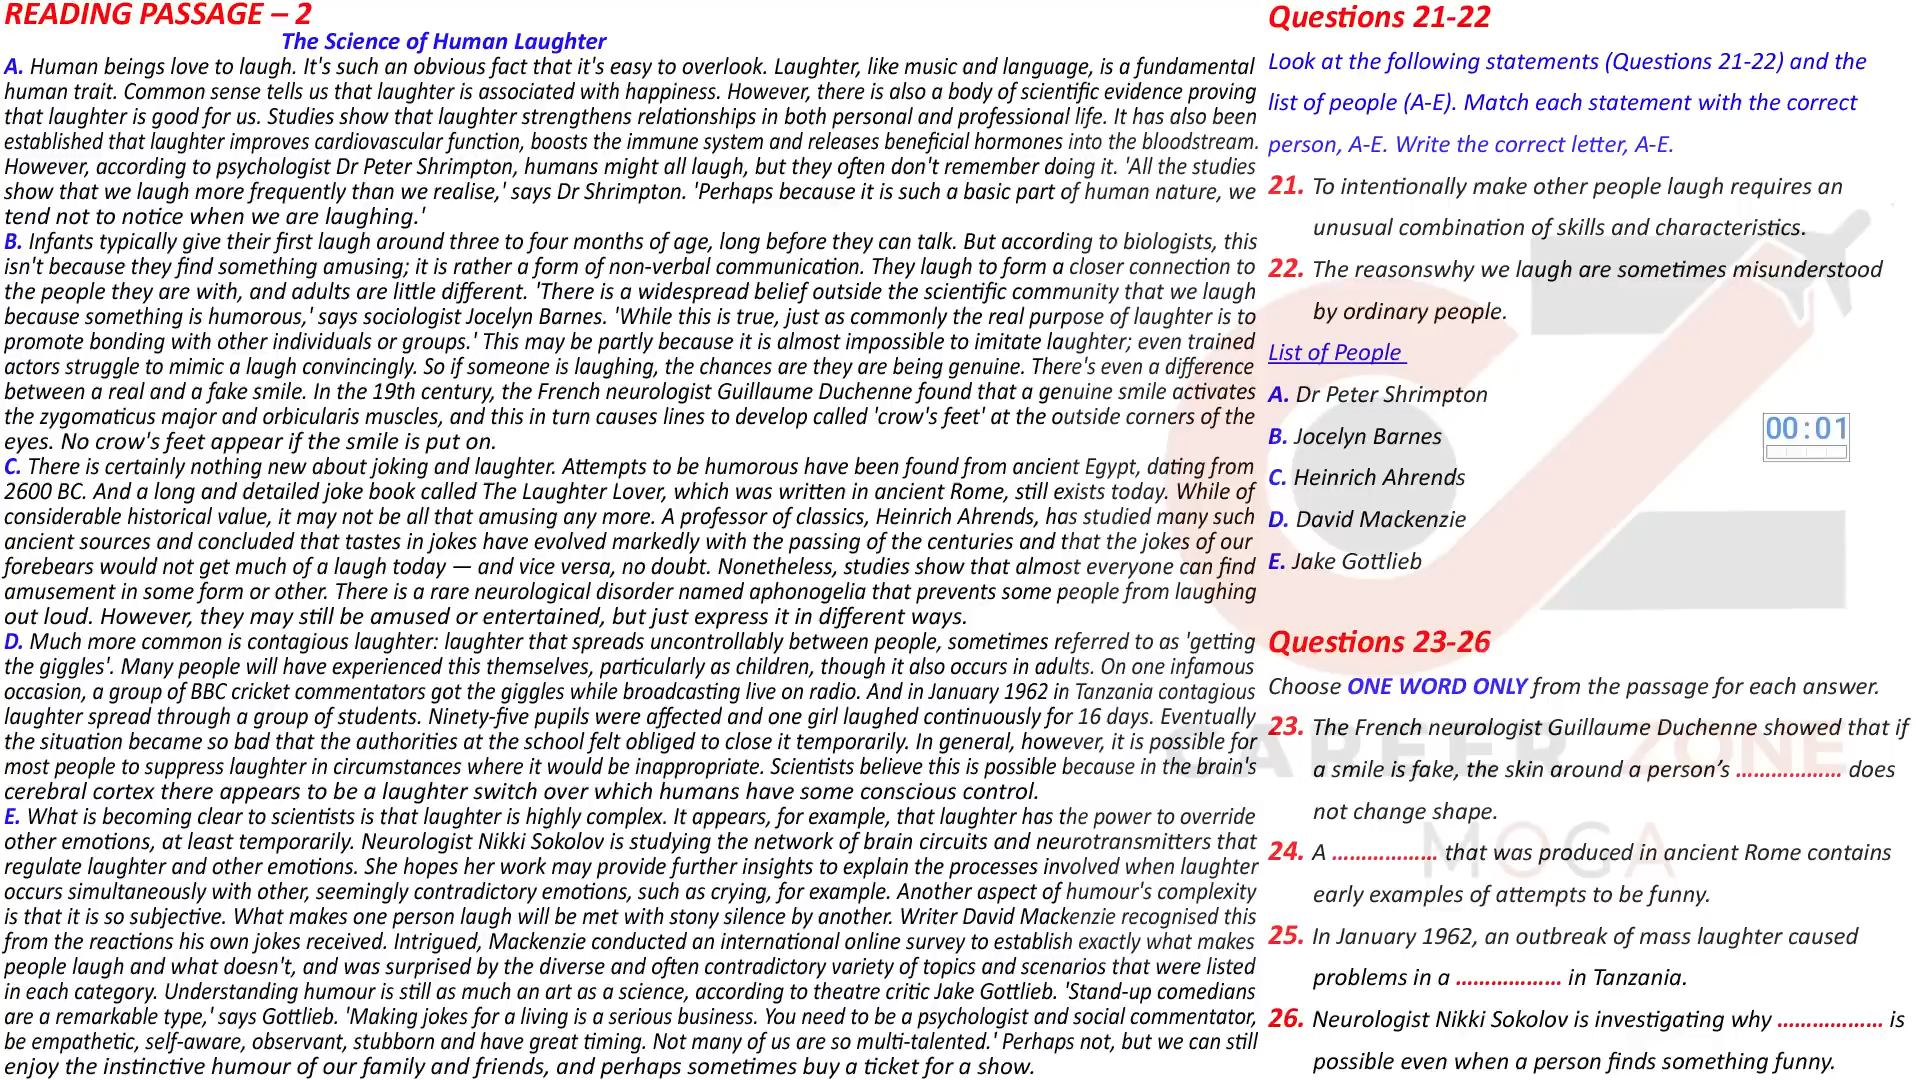 READING PASSAGE – 2
The Science of Human Laughter
A. Human beings love to laugh. It's such an obvious fact that it's easy to overlook. Laughter, like music and language, is a fundamental
human trait. Common sense tells us that laughter is associated with happiness. However, there is also a body of scientific evidence proving
that laughter is good for us. Studies show that laughter strengthens relationships in both personal and professional life. It has also been
established that laughter improves cardiovascular function, boosts the immune system and releases beneficial hormones into the bloodstream.
However, according to psychologist Dr Peter Shrimpton, humans might all laugh, but they often don't remember doing it. 'All the studies
show that we laugh more frequently than we realise,' says Dr Shrimpton. 'Perhaps because it is such a basic part of human nature, we
tend not to notice when we are laughing.'
B. Infants typically give their first laugh around three to four months of age, long before they can talk. But according to biologists, this
isn't because they find something amusing; it is rather a form of non-verbal communication. They laugh to form a closer connection to
the people they are with, and adults are little different. 'There is a widespread belief outside the scientific community that we laugh
because something is humorous,' says sociologist Jocelyn Barnes. 'While this is true, just as commonly the real purpose of laughter is to
promote bonding with other individuals or groups.' This may be partly because it is almost impossible to imitate laughter; even trained
actors struggle to mimic a laugh convincingly. So if someone is laughing, the chances are they are being genuine. There's even a difference
between a real and a fake smile. In the 19th century, the French neurologist Guillaume Duchenne found that a genuine smile activates
the zygomaticus major and orbicularis muscles, and this in turn causes lines to develop called 'crow's feet' at the outside corners of the
eyes. No crow's feet appear if the smile is put on.
C. There is certainly nothing new about joking and laughter. Attempts to be humorous have been found from ancient Egypt, dating from
2600 BC. And a long and detailed joke book called The Laughter Lover, which was written in ancient Rome, still exists today. While of
considerable historical value, it may not be all that amusing any more. A professor of classics, Heinrich Ahrends, has studied many such
ancient sources and concluded that tastes in jokes have evolved markedly with the passing of the centuries and that the jokes of our
forebears would not get much of a laugh today — and vice versa, no doubt. Nonetheless, studies show that almost everyone can find
amusement in some form or other. There is a rare neurological disorder named aphonogelia that prevents some people from laughing
out loud. However, they may still be amused or entertained, but just express it in different ways.
D. Much more common is contagious laughter: laughter that spreads uncontrollably between people, sometimes referred to as 'getting
the giggles'. Many people will have experienced this themselves, particularly as children, though it also occurs in adults. On one infamous
occasion, a group of BBC cricket commentators got the giggles while broadcasting live on radio. And in January 1962 in Tanzania contagious
laughter spread through a group of students. Ninety-five pupils were affected and one girl laughed continuously for 16 days. Eventually
the situation became so bad that the authorities at the school felt obliged to close it temporarily. In general, however, it is possible for
most people to suppress laughter in circumstances where it would be inappropriate. Scientists believe this is possible because in the brain's
cerebral cortex there appears to be a laughter switch over which humans have some conscious control.
E. What is becoming clear to scientists is that laughter is highly complex. It appears, for example, that laughter has the power to override
other emotions, at least temporarily. Neurologist Nikki Sokolov is studying the network of brain circuits and neurotransmitters that
regulate laughter and other emotions. She hopes her work may provide further insights to explain the processes involved when laughter
occurs simultaneously with other, seemingly contradictory emotions, such as crying, for example. Another aspect of humour's complexity
is that it is so subjective. What makes one person laugh will be met with stony silence by another. Writer David Mackenzie recognised this
from the reactions his own jokes received. Intrigued, Mackenzie conducted an international online survey to establish exactly what makes
people laugh and what doesn't, and was surprised by the diverse and often contradictory variety of topics and scenarios that were listed
in each category. Understanding humour is still as much an art as a science, according to theatre critic Jake Gottlieb. 'Stand-up comedians
are a remarkable type,' says Gottlieb. 'Making jokes for a living is a serious business. You need to be a psychologist and social commentator,
be empathetic, self-aware, observant, stubborn and have great timing. Not many of us are so multi-talented.' Perhaps not, but we can still
enjoy the instinctive humour of our family and friends, and perhaps sometimes buy a ticket for a show.
Questions 21-22
Look at the following statements (Questions 21-22) and the
list of people (A-E). Match each statement with the correct
person, A-E. Write the correct letter, A-E.
21. To intentionally make other people laugh requires an
unusual combination of skills and characteristics.
22. The reasonswhy we laugh are sometimes misunderstood
by ordinary people.
List of People
A. Dr Peter Shrimpton
B. Jocelyn Barnes
C. Heinrich Ahrends
D. David Mackenzie
E. Jake Gottlieb
00:01
Questions 23-26
Choose ONE WORD ONLY from the passage for each answer.
23. The French neurologist Guillaume Duchenne showed that if
a smile is fake, the skin around a person's .................. does
not change shape.
24. A .................. that was produced in ancient Rome contains
early examples of attempts to be funny.
25. In January 1962, an outbreak of mass laughter caused
problems in a .................. in Tanzania.
26. Neurologist Nikki Sokolov is investigating why .................. is
possible even when a person finds something funny.
CAREER ZONE
MOGA